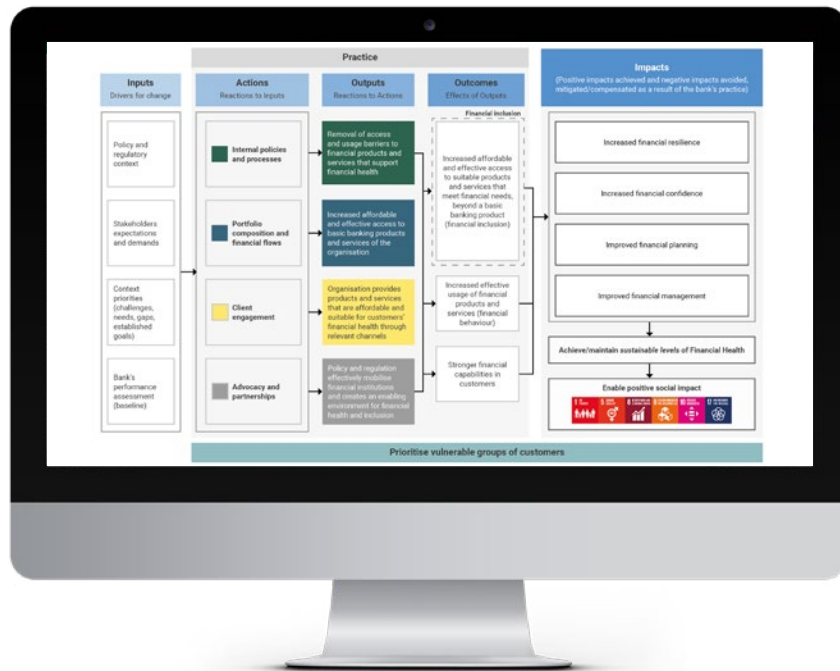 Practice
Impacts
(Positive impacts achieved and negative impacts avoided,
mitigated/compensated as a result of the bank's practice)
Inputs
Drivers for change
Actions
Reactions to Inputs
Outputs
Reactions to Actions
Outcomes
Effects of Outputs
Financial inclusion
Policy and
regulatory
context
Stakeholders
expectations
and demands
Context
priorities
(challenges,
needs, gaps,
established
goals)
Bank's
performance
assessment
(baseline)
Internal policies
and processes
Portfolio
composition and
financial flows
Client
engagement
Advocacy and
partnerships
Removal of access
and usage barriers to
financial products and
services that support
financial health
Increased affordable
and effective access to
basic banking products
and services of the
organisation
Organisation provides
products and services
that are affordable and
suitable for customers'
financial health through
relevant channels
Policy and regulation
effectively mobilise
financial institutions
and creates an enabling
environment for financial
health and inclusion
Increased affordable
and effective access
to suitable products
and services that
meet financial needs,
beyond a basic
banking product
(financial inclusion)
Increased effective
usage of financial
products and
services (financial
behaviour)
Stronger financial
capabilities in
customers
Increased financial resilience
Increased financial confidence
Improved financial planning
Improved financial management
Achieve/maintain sustainable levels of Financial Health
Enable positive social impact
1
5
8
10
17
Prioritise vulnerable groups of customers